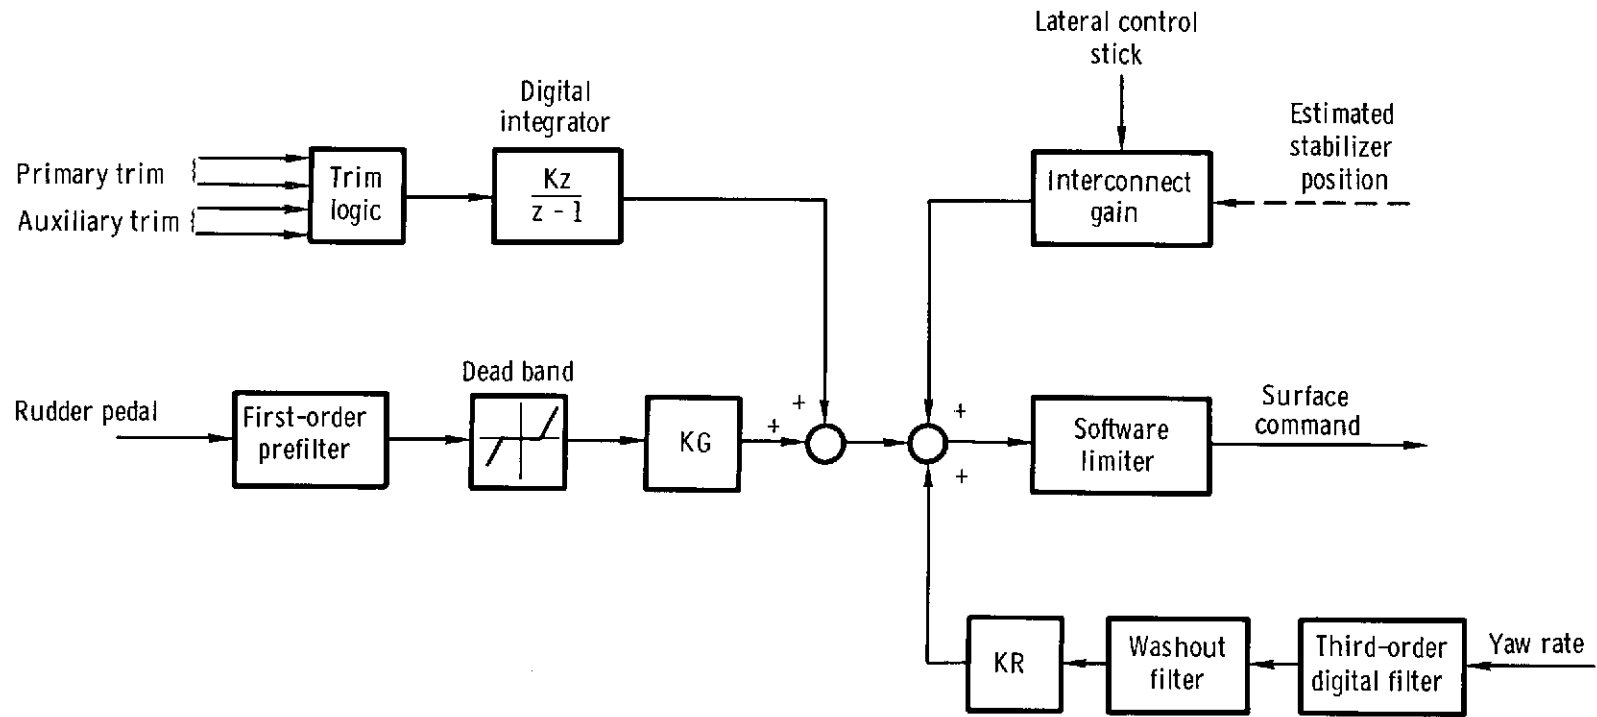 Lateral control
stick
Digital
integrator
Estimated
stabilizer
position
Primary trim
Auxiliary trim
Trim
logic
Kz
z - 1
Interconnect
gain
Dead band
Rudder pedal
First-order
prefilter
KG
+
+
+
+
Software
limiter
Surface
command
KR
Washout
filter
Third-order
digital filter
Yaw rate